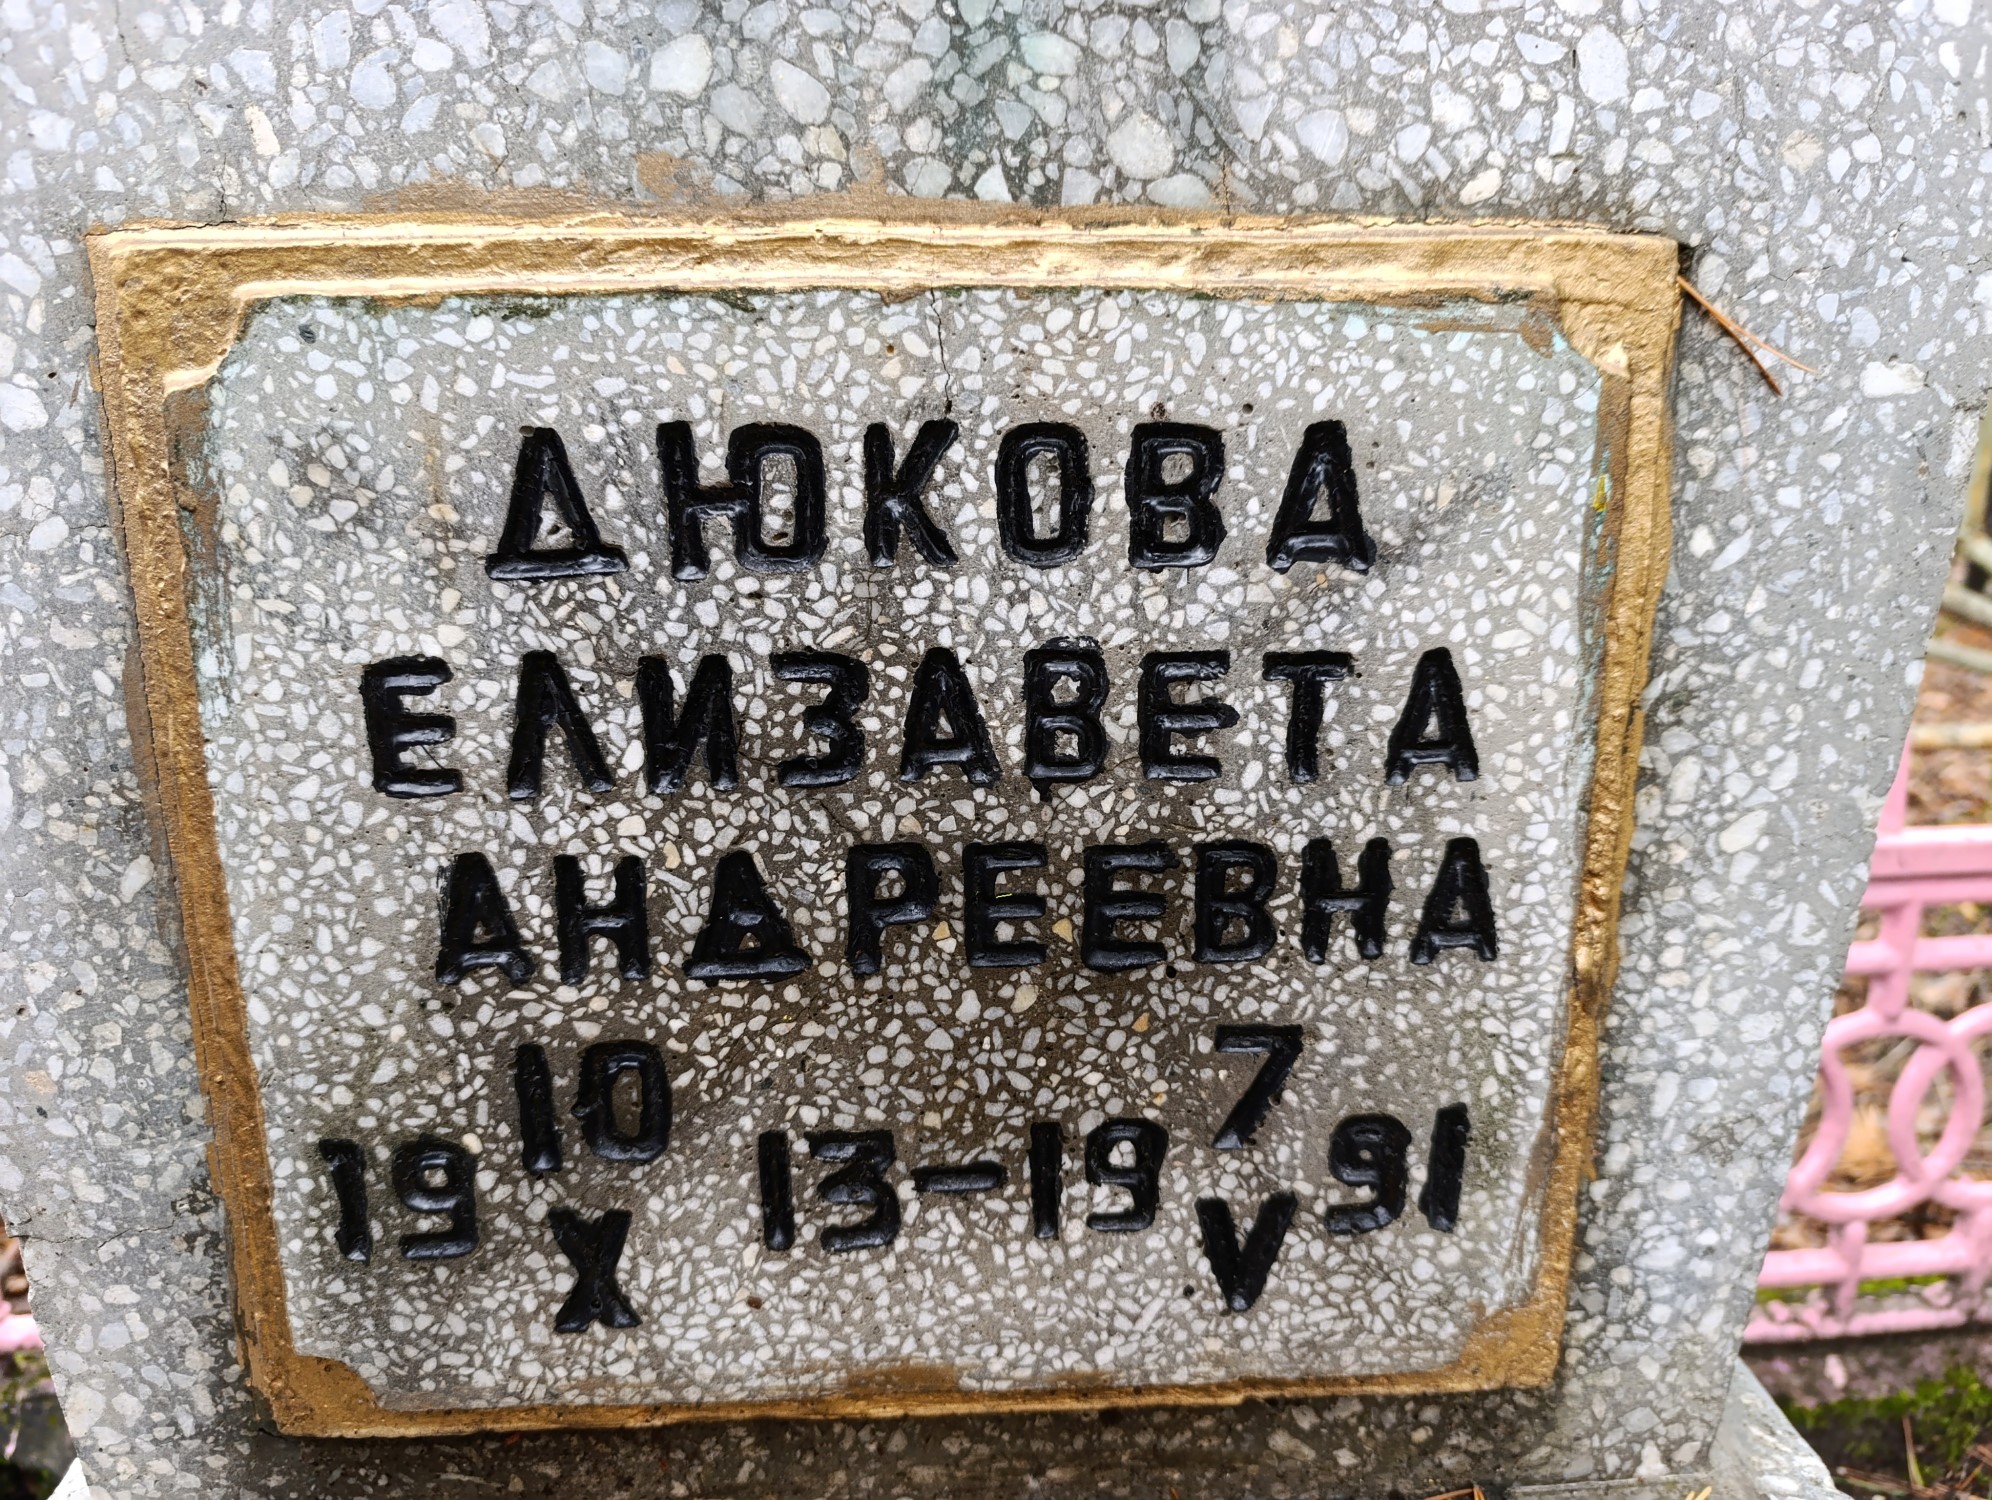 ДЮКОВА
ЕЛИЗАВЕТА
АНДРЕЕВНА
19 10/X 13-19 7/V 91